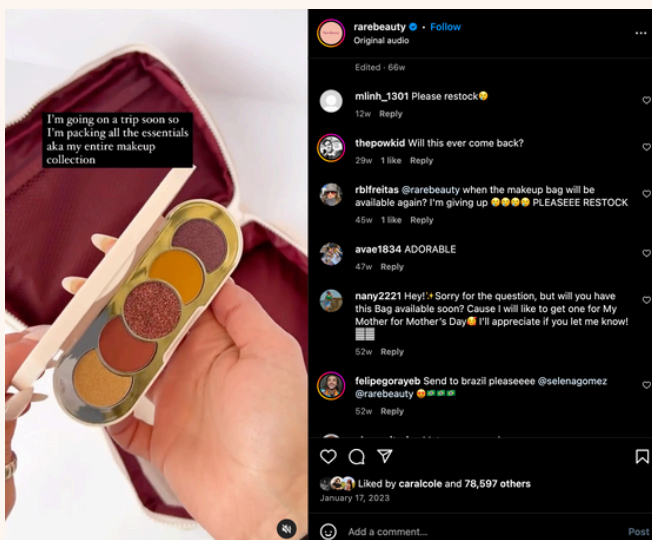 I'm going on a trip soon so
I'm packing all the essentials
aka my entire makeup
collection
rarebeauty • Follow
Original audio
Edited · 66w
mlinh_1301 Please restock🥲
12w Reply
thepowkid Will this ever come back?
29w 1 like Reply
rblfreitas @rarebeauty when the makeup bag will be
available again? I'm giving up 🥲🥲🥲🥲 PLEASEEE RESTOCK
45w 1 like Reply
avae1834 ADORABLE
47w Reply
nany2221 Hey!✨Sorry for the question, but will you have
this Bag available soon? Cause I will like to get one for My
Mother for Mother's Day🥰 I'll appreciate if you let me know!
52w Reply
felipegorayeb Send to brazil pleaseeee @selenagomez
@rarebeauty 😍🇧🇷🇧🇷🇧🇷
52w Reply
Liked by caralcole and 78,597 others
January 17, 2023
Add a comment...
Post